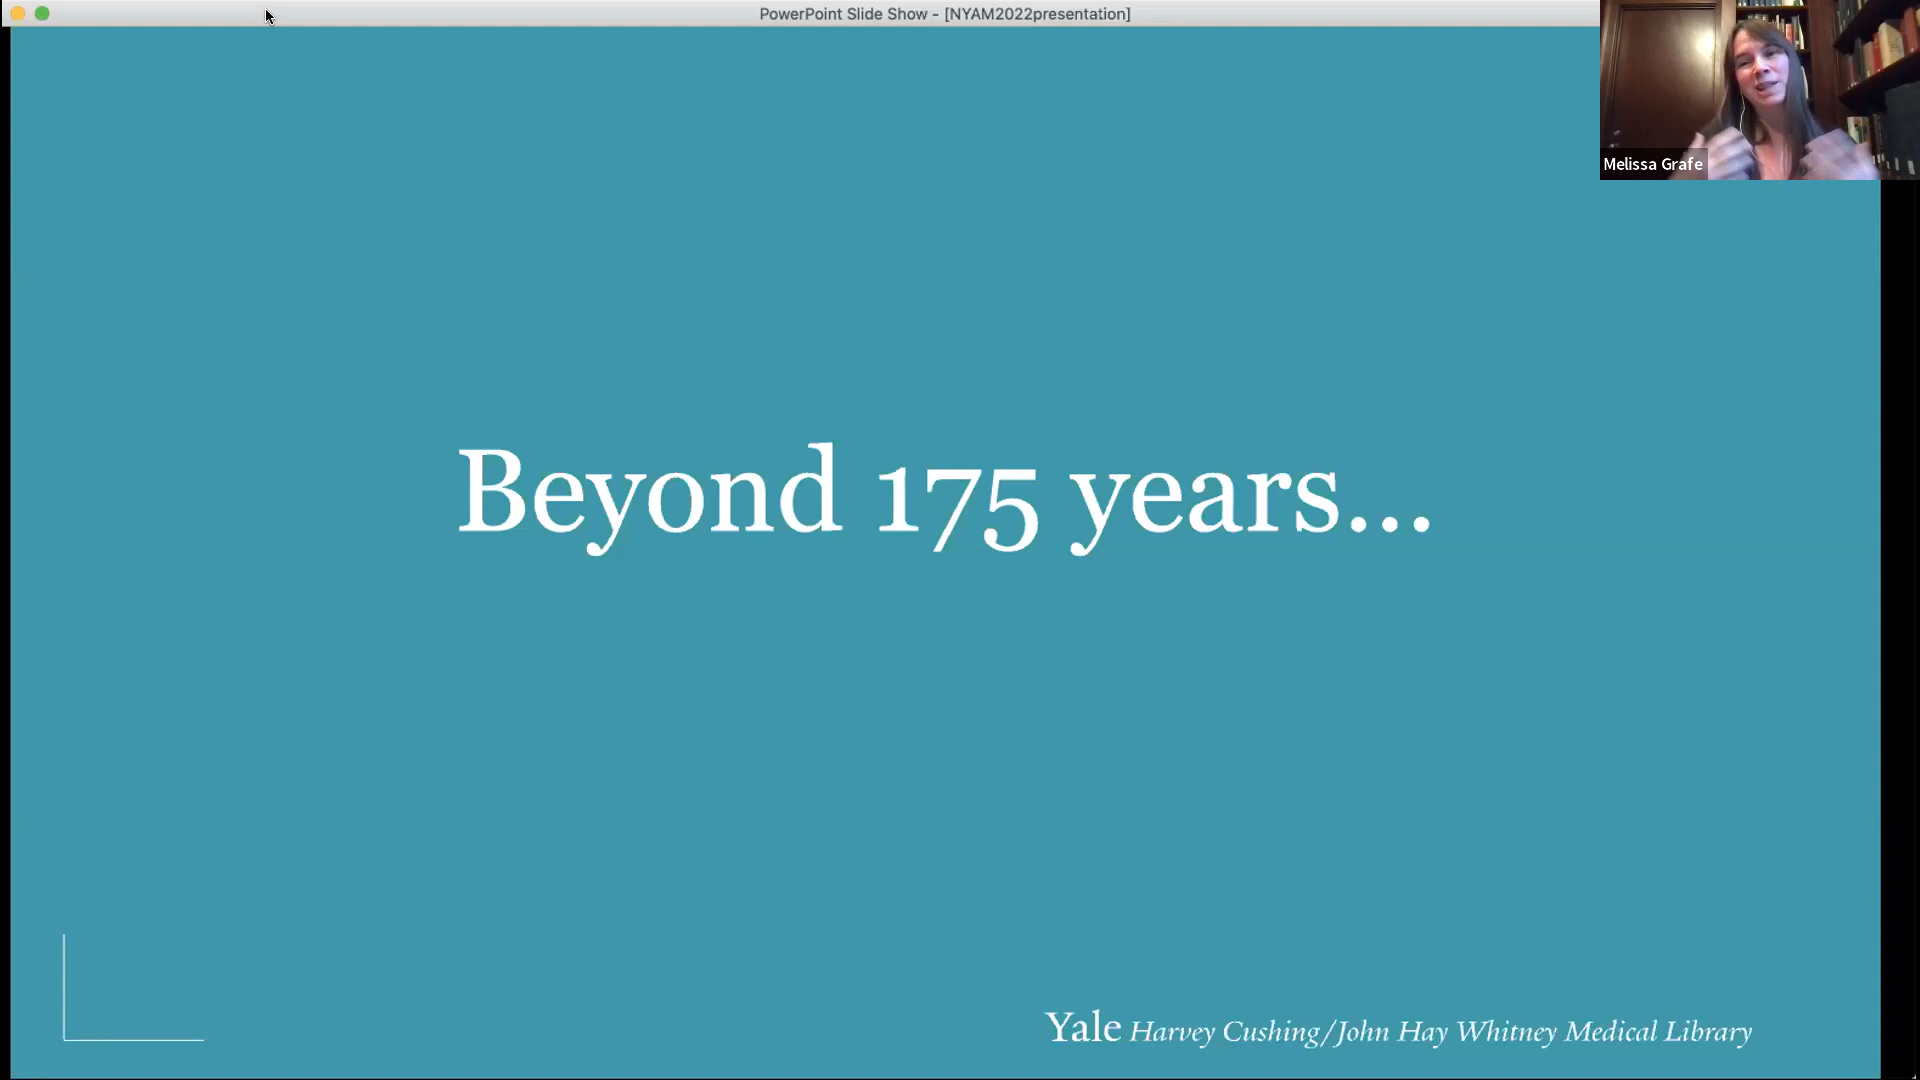 PowerPoint Slide Show - [NYAM2022presentation]
Melissa Grafe
Beyond 175 years...
Yale Harvey Cushing/John Hay Whitney Medical Library